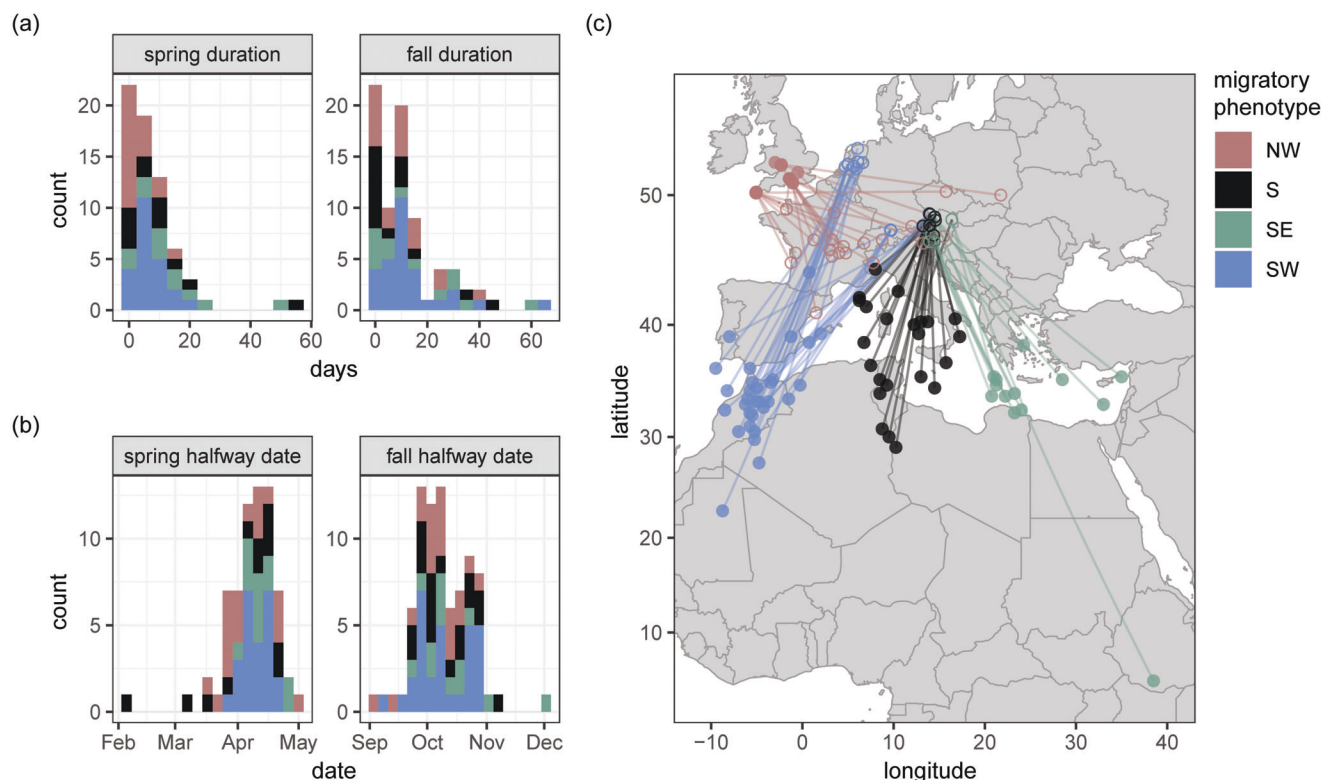 (a)
spring duration
fall duration
count
20
15
10
5
0
0 20 40 60
0 20 40 60
days
(b)
spring halfway date
fall halfway date
count
10
5
0
Feb Mar Apr May
Sep Oct Nov Dec
date
(c)
latitude
50
40
30
20
10
−10 0 10 20 30 40
longitude
migratory
phenotype
NW
S
SE
SW